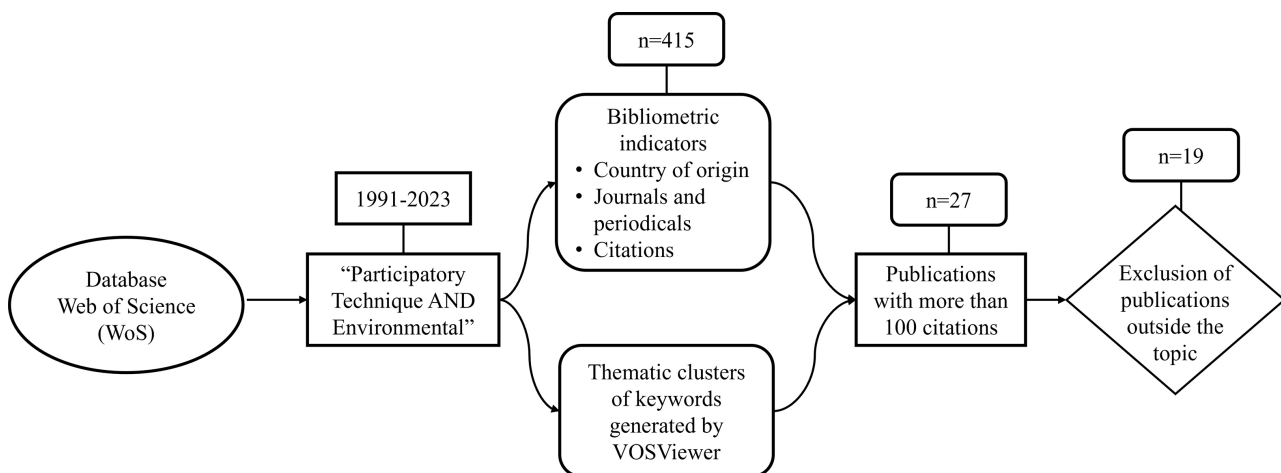 Database
Web of Science
(WoS)
1991-2023
“Participatory
Technique AND
Environmental”
n=415
Bibliometric
indicators
• Country of origin
• Journals and
periodicals
• Citations
Thematic clusters
of keywords
generated by
VOSViewer
n=27
Publications
with more than
100 citations
n=19
Exclusion of
publications
outside the
topic